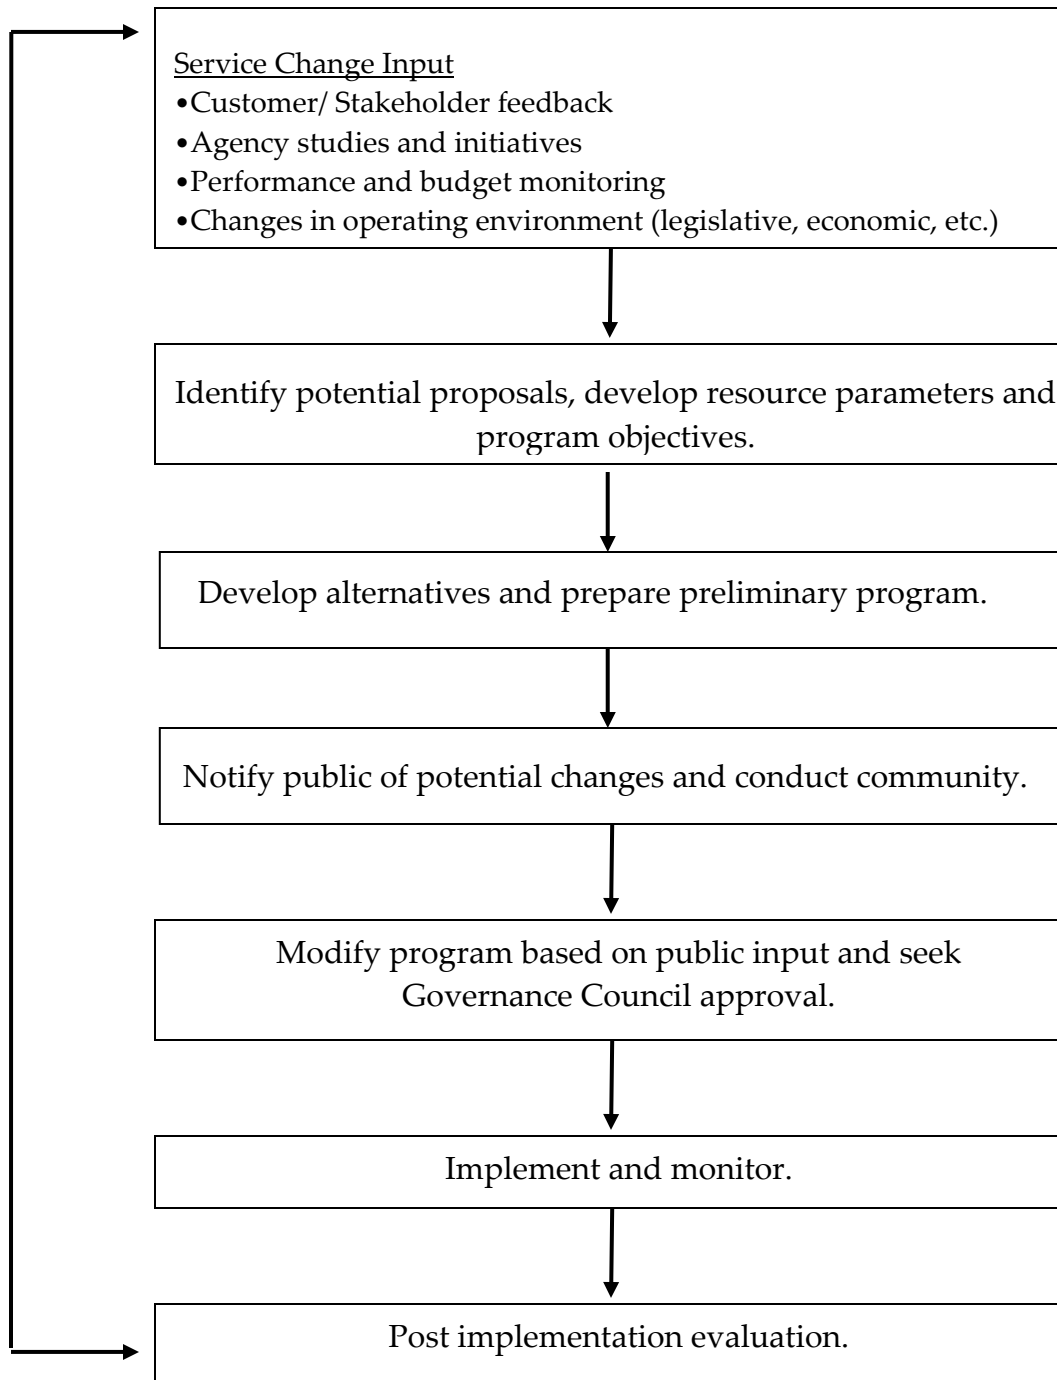 Service Change Input
•Customer/ Stakeholder feedback
•Agency studies and initiatives
•Performance and budget monitoring
•Changes in operating environment (legislative, economic, etc.)
Identify potential proposals, develop resource parameters and
program objectives.
Develop alternatives and prepare preliminary program.
Notify public of potential changes and conduct community.
Modify program based on public input and seek
Governance Council approval.
Implement and monitor.
Post implementation evaluation.